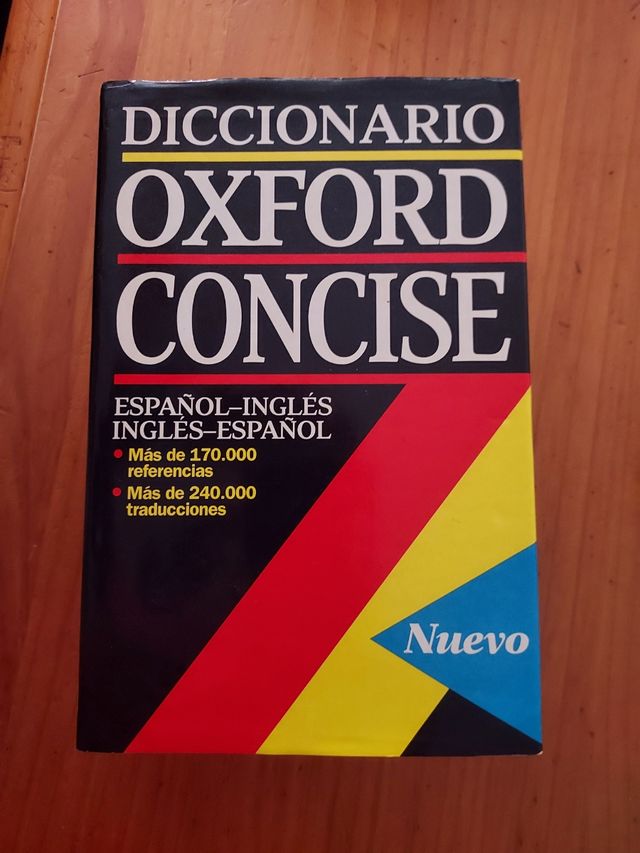 DICCIONARIO
OXFORD
CONCISE
ESPAÑOL–INGLÉS
INGLÉS–ESPAÑOL
• Más de 170.000
referencias
• Más de 240.000
traducciones
Nuevo